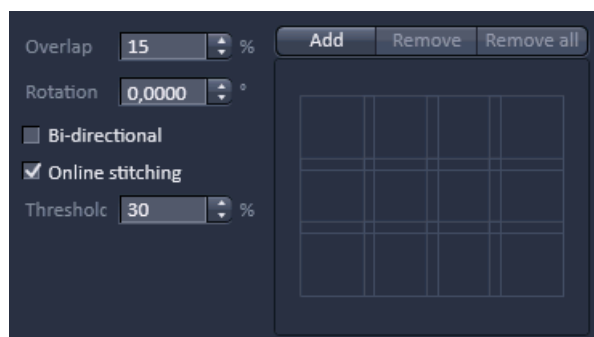 Overlap 15 %
Add Remove Remove all
Rotation 0,0000 °
Bi-directional
Online stitching
Thresholc 30 %